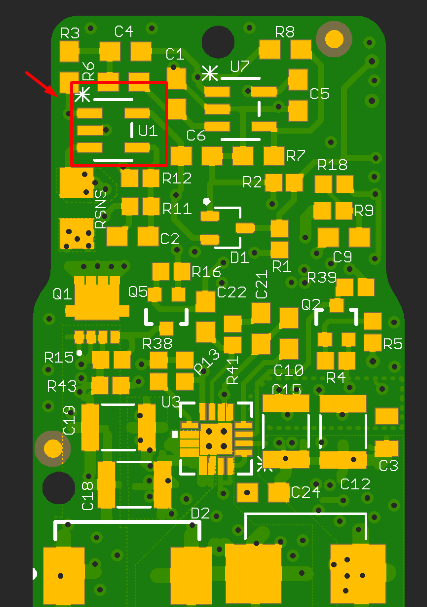 R3 C4 R8
C1
R6 U7
C5
U1
C6
R7
R12 R2 R18
RSNS
R11 R9
C2
D1 R1 C9
R16 R39
Q1 Q5 C22 C21 Q2
R15 R38 R5
R13 R41 C10 R4
R43
U3 C15
C19
C3
C18 C24 C12
D2